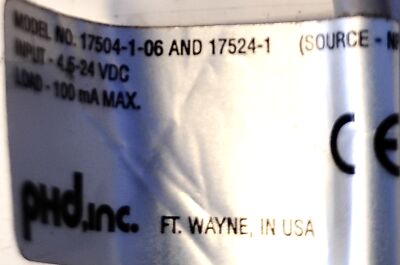 MODEL NO. 17504-1-06 AND 17524-1 (SOURCE - NP
INPUT - 4.5-24 VDC
LOAD - 100 mA MAX.
CE
phd,inc. FT. WAYNE, IN USA